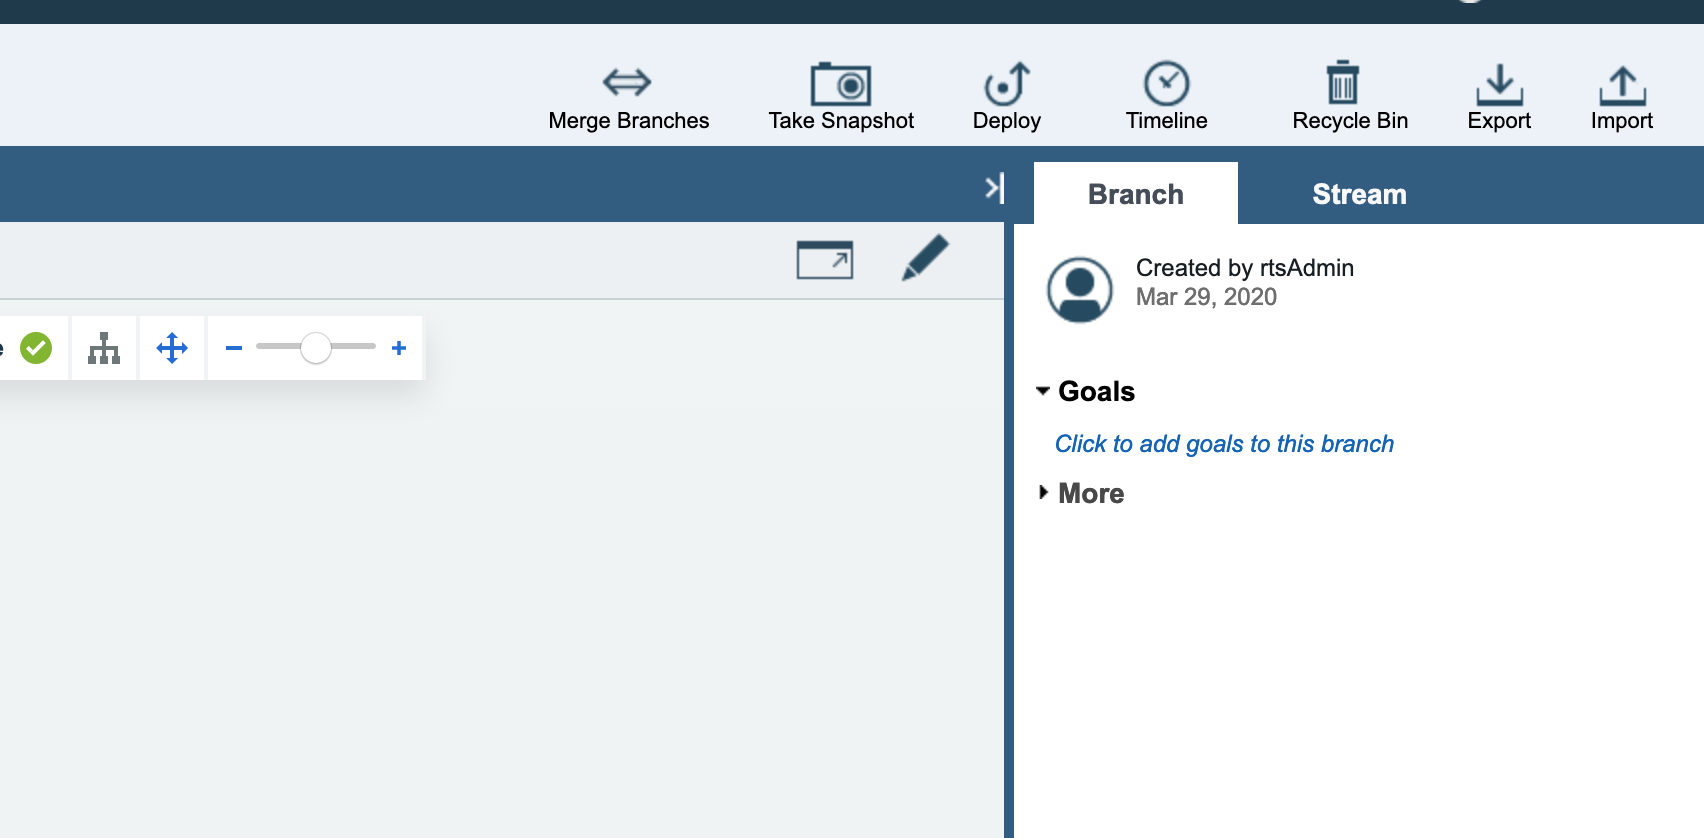 Merge Branches
Take Snapshot
Deploy
Timeline
Recycle Bin
Export
Import
Branch
Stream
Created by rtsAdmin
Mar 29, 2020
Goals
Click to add goals to this branch
More